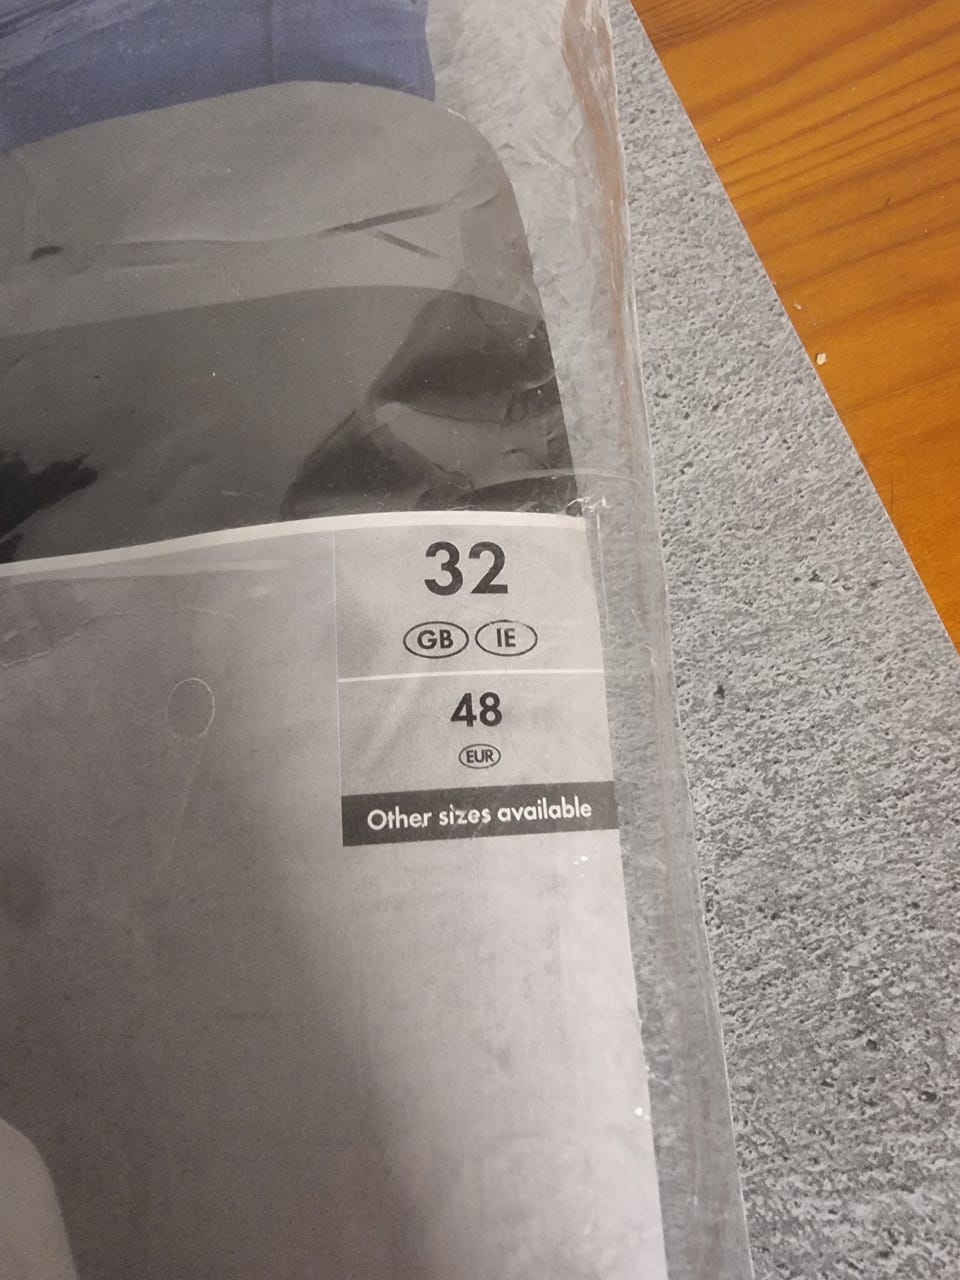 32
GB IE
48
EUR
Other sizes available